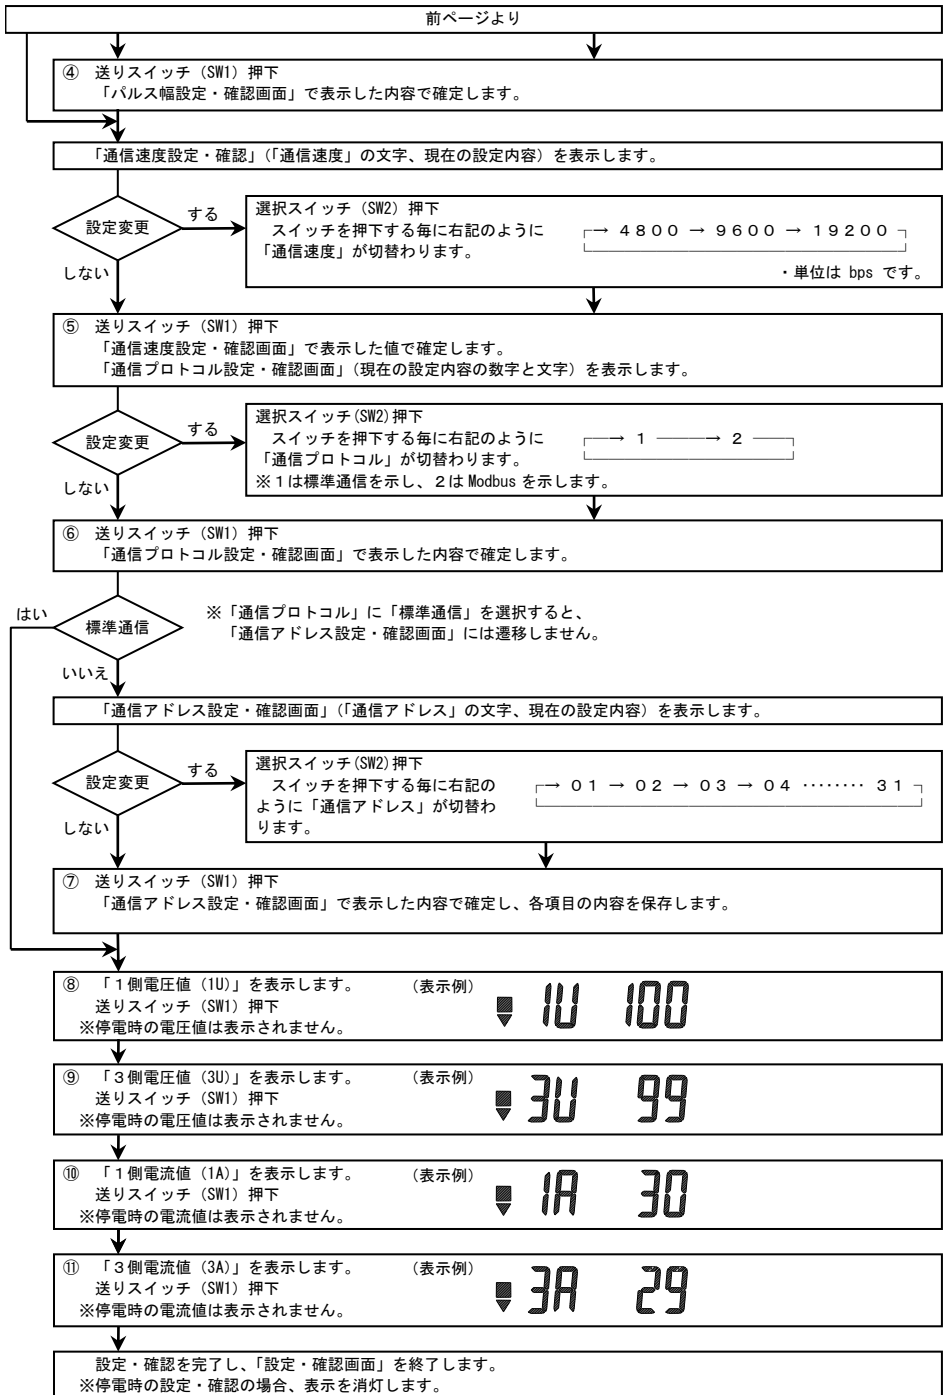 前ページより
④ 送りスイッチ（SW1）押下
「パルス幅設定・確認画面」で表示した内容で確定します。
「通信速度設定・確認」（「通信速度」の文字、現在の設定内容）を表示します。
設定変更
する
しない
選択スイッチ（SW2）押下
スイッチを押下する毎に右記のように
「通信速度」が切替わります。
→ 4800 → 9600 → 19200
・単位は bps です。
⑤ 送りスイッチ（SW1）押下
「通信速度設定・確認画面」で表示した値で確定します。
「通信プロトコル設定・確認画面」（現在の設定内容の数字と文字）を表示します。
設定変更
する
しない
選択スイッチ(SW2)押下
スイッチを押下する毎に右記のように
「通信プロトコル」が切替わります。
→ 1 → 2
※１は標準通信を示し、２は Modbus を示します。
⑥ 送りスイッチ（SW1）押下
「通信プロトコル設定・確認画面」で表示した内容で確定します。
はい
標準通信
いいえ
※「通信プロトコル」に「標準通信」を選択すると、
「通信アドレス設定・確認画面」には遷移しません。
「通信アドレス設定・確認画面」（「通信アドレス」の文字、現在の設定内容）を表示します。
設定変更
する
しない
選択スイッチ(SW2)押下
スイッチを押下する毎に右記の
ように「通信アドレス」が切替わ
ります。
→ 01 → 02 → 03 → 04 ‥‥‥‥ 31
⑦ 送りスイッチ（SW1）押下
「通信アドレス設定・確認画面」で表示した内容で確定し、各項目の内容を保存します。
⑧ 「１側電圧値（1U）」を表示します。 （表示例） 1U 100
送りスイッチ（SW1）押下
※停電時の電圧値は表示されません。
⑨ 「３側電圧値（3U）」を表示します。 （表示例） 3U 99
送りスイッチ（SW1）押下
※停電時の電圧値は表示されません。
⑩ 「１側電流値（1A）」を表示します。 （表示例） 1A 30
送りスイッチ（SW1）押下
※停電時の電流値は表示されません。
⑪ 「３側電流値（3A）」を表示します。 （表示例） 3A 29
送りスイッチ（SW1）押下
※停電時の電流値は表示されません。
設定・確認を完了し、「設定・確認画面」を終了します。
※停電時の設定・確認の場合、表示を消灯します。